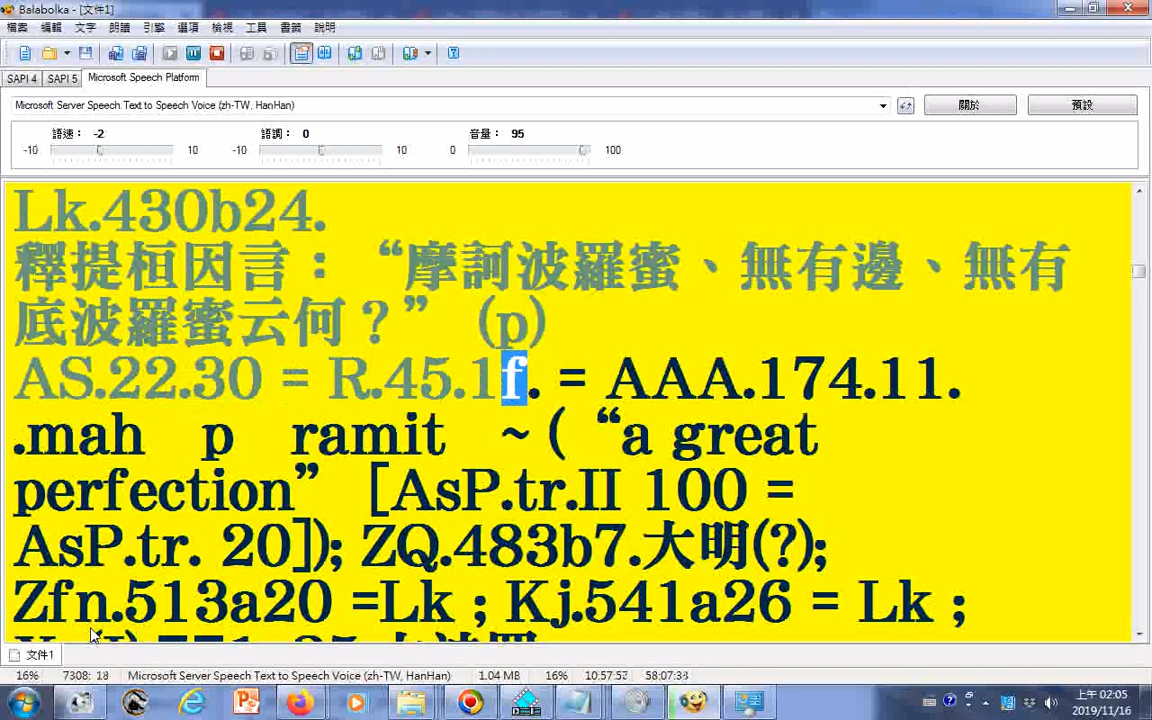 Balabolka - [文件1]
檔案 編輯 文字 朗讀 引擎 選項 檢視 工具 書籤 說明
SAPI 4 SAPI 5 Microsoft Speech Platform
Microsoft Server Speech Text to Speech Voice (zh-TW, HanHan) 關於 預設
語速： -2 語調： 0 音量： 95
-10 10 -10 10 0 100
Lk.430b24.
釋提桓因言：“摩訶波羅蜜、無有邊、無有
底波羅蜜云何？” (p)
AS.22.30 = R.45.1f. = AAA.174.11.
.mah p ramit ~ (“a great
perfection” [AsP.tr.II 100 =
AsP.tr. 20]); ZQ.483b7.大明(?);
Zfn.513a20 =Lk ; Kj.541a26 = Lk ;
文件1
16% 7308: 18 Microsoft Server Speech Text to Speech Voice (zh-TW, HanHan) 1.04 MB 16% 10:57:57 58:07:38
上午 02:05
2019/11/16